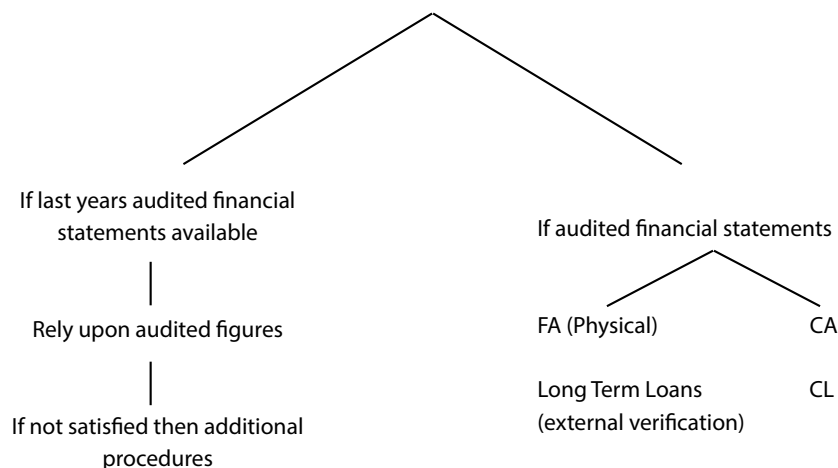 If last years audited financial
statements available
If audited financial statements
Rely upon audited figures
FA (Physical)
CA
Long Term Loans
(external verification)
CL
If not satisfied then additional
procedures